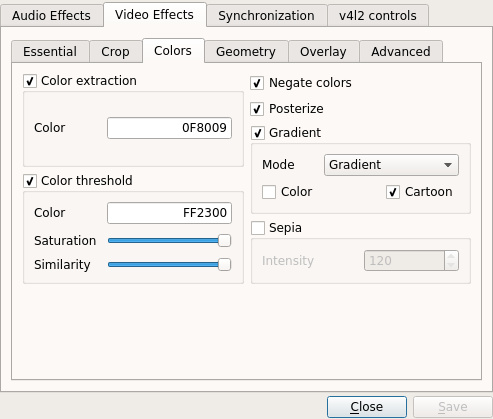 Audio Effects Video Effects Synchronization v4l2 controls
Essential Crop Colors Geometry Overlay Advanced
Color extraction
Color 0F8009
Color threshold
Color FF2300
Saturation
Similarity
Negate colors
Posterize
Gradient
Mode Gradient
Color Cartoon
Sepia
Intensity 120
Close Save